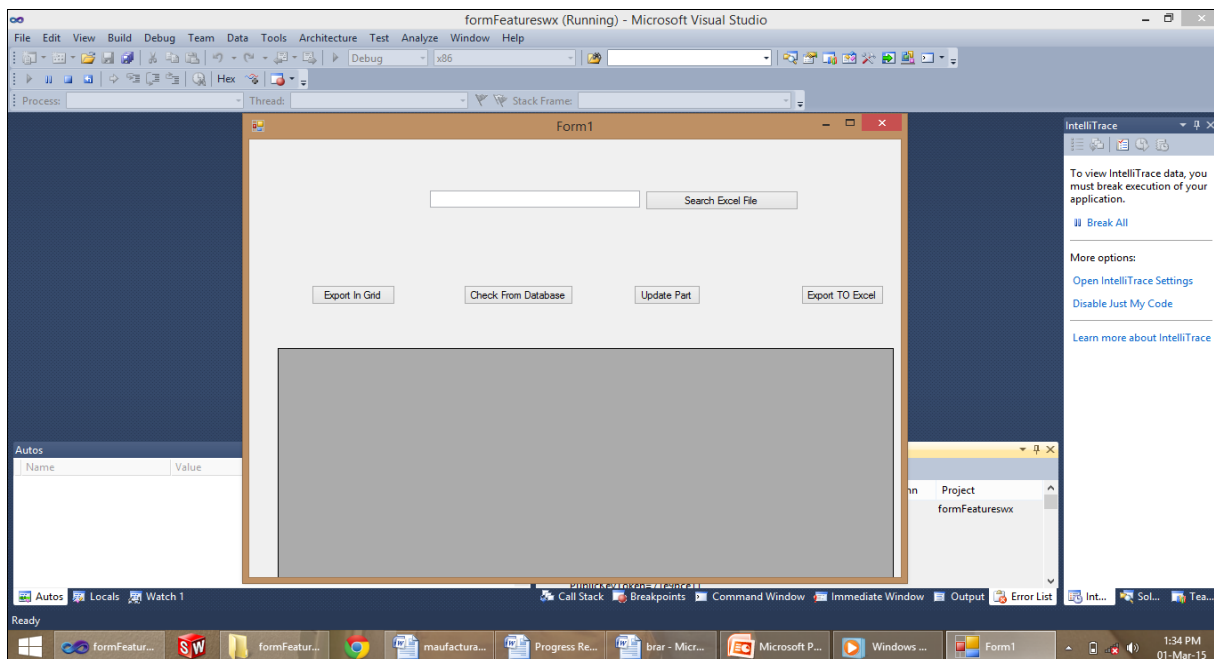 formFeatureswx (Running) - Microsoft Visual Studio
File Edit View Build Debug Team Data Tools Architecture Test Analyze Window Help
Debug x86
Hex
Process: Thread: Stack Frame:
Form1
Search Excel File
Export In Grid Check From Database Update Part Export TO Excel
IntelliTrace
To view IntelliTrace data, you
must break execution of your
application.
Break All
More options:
Open IntelliTrace Settings
Disable Just My Code
Learn more about IntelliTrace
Autos
Name Value
Project
formFeatureswx
Autos Locals Watch 1
Call Stack Breakpoints Command Window Immediate Window Output Error List
Int... Sol... Tea...
Ready
formFeatur... SW formFeatur... maufactura... Progress Re... brar - Micr... Microsoft P... Windows ... Form1
1:34 PM
01-Mar-15